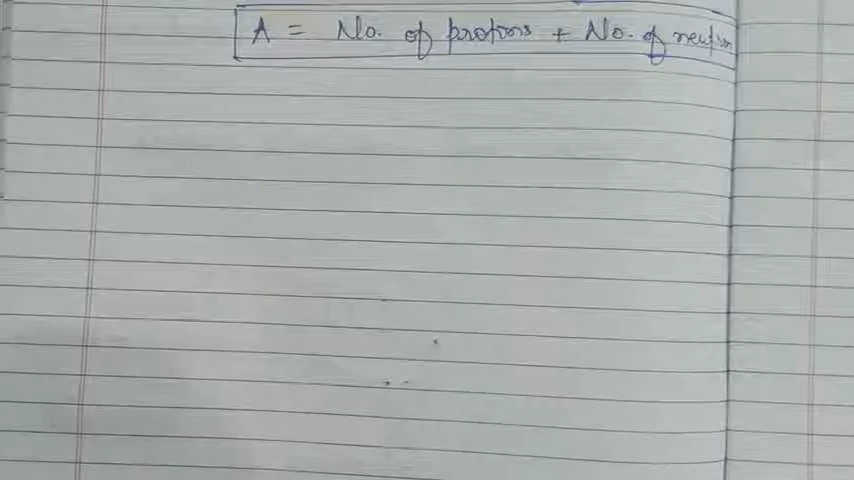 A = No. of protons + No. of neutron